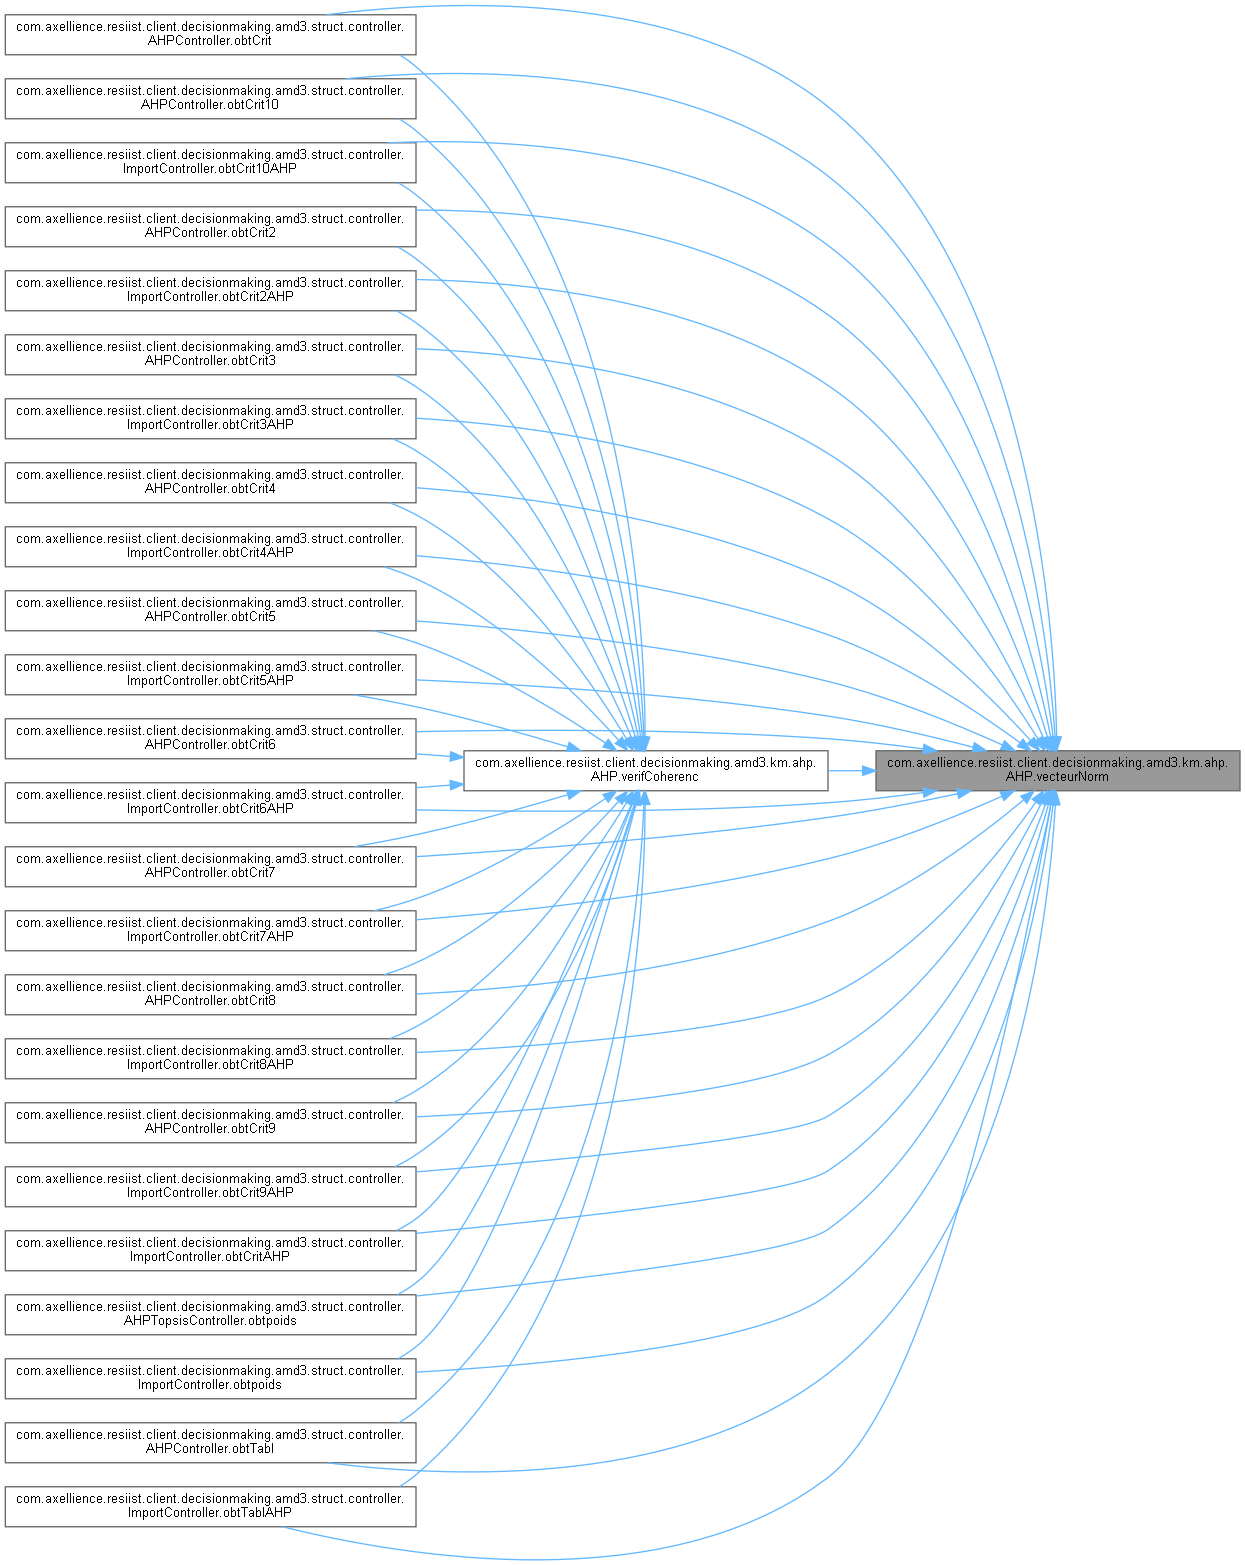 com.axellience.resiist.client.decisionmaking.amd3.struct.controller.
AHPController.obtCrit
com.axellience.resiist.client.decisionmaking.amd3.struct.controller.
AHPController.obtCrit10
com.axellience.resiist.client.decisionmaking.amd3.struct.controller.
ImportController.obtCrit10AHP
com.axellience.resiist.client.decisionmaking.amd3.struct.controller.
AHPController.obtCrit2
com.axellience.resiist.client.decisionmaking.amd3.struct.controller.
ImportController.obtCrit2AHP
com.axellience.resiist.client.decisionmaking.amd3.struct.controller.
AHPController.obtCrit3
com.axellience.resiist.client.decisionmaking.amd3.struct.controller.
ImportController.obtCrit3AHP
com.axellience.resiist.client.decisionmaking.amd3.struct.controller.
AHPController.obtCrit4
com.axellience.resiist.client.decisionmaking.amd3.struct.controller.
ImportController.obtCrit4AHP
com.axellience.resiist.client.decisionmaking.amd3.struct.controller.
AHPController.obtCrit5
com.axellience.resiist.client.decisionmaking.amd3.struct.controller.
ImportController.obtCrit5AHP
com.axellience.resiist.client.decisionmaking.amd3.struct.controller.
AHPController.obtCrit6
com.axellience.resiist.client.decisionmaking.amd3.struct.controller.
ImportController.obtCrit6AHP
com.axellience.resiist.client.decisionmaking.amd3.struct.controller.
AHPController.obtCrit7
com.axellience.resiist.client.decisionmaking.amd3.struct.controller.
ImportController.obtCrit7AHP
com.axellience.resiist.client.decisionmaking.amd3.struct.controller.
AHPController.obtCrit8
com.axellience.resiist.client.decisionmaking.amd3.struct.controller.
ImportController.obtCrit8AHP
com.axellience.resiist.client.decisionmaking.amd3.struct.controller.
AHPController.obtCrit9
com.axellience.resiist.client.decisionmaking.amd3.struct.controller.
ImportController.obtCrit9AHP
com.axellience.resiist.client.decisionmaking.amd3.struct.controller.
ImportController.obtCritAHP
com.axellience.resiist.client.decisionmaking.amd3.struct.controller.
AHPTopsisController.obtpoids
com.axellience.resiist.client.decisionmaking.amd3.struct.controller.
ImportController.obtpoids
com.axellience.resiist.client.decisionmaking.amd3.struct.controller.
AHPController.obtTabl
com.axellience.resiist.client.decisionmaking.amd3.struct.controller.
ImportController.obtTablAHP
com.axellience.resiist.client.decisionmaking.amd3.km.ahp.
AHP.verifCoherenc
com.axellience.resiist.client.decisionmaking.amd3.km.ahp.
AHP.vecteurNorm